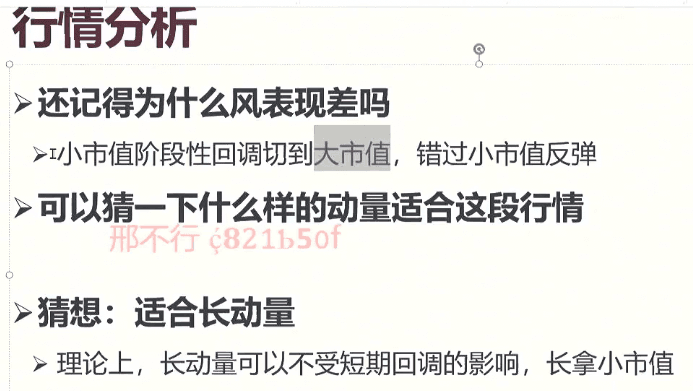 行情分析
➢还记得为什么风表现差吗
➢小市值阶段性回调切到大市值，错过小市值反弹
➢可以猜一下什么样的动量适合这段行情
邢不行 ḉ821ь5of
➢猜想：适合长动量
➢理论上，长动量可以不受短期回调的影响，长拿小市值